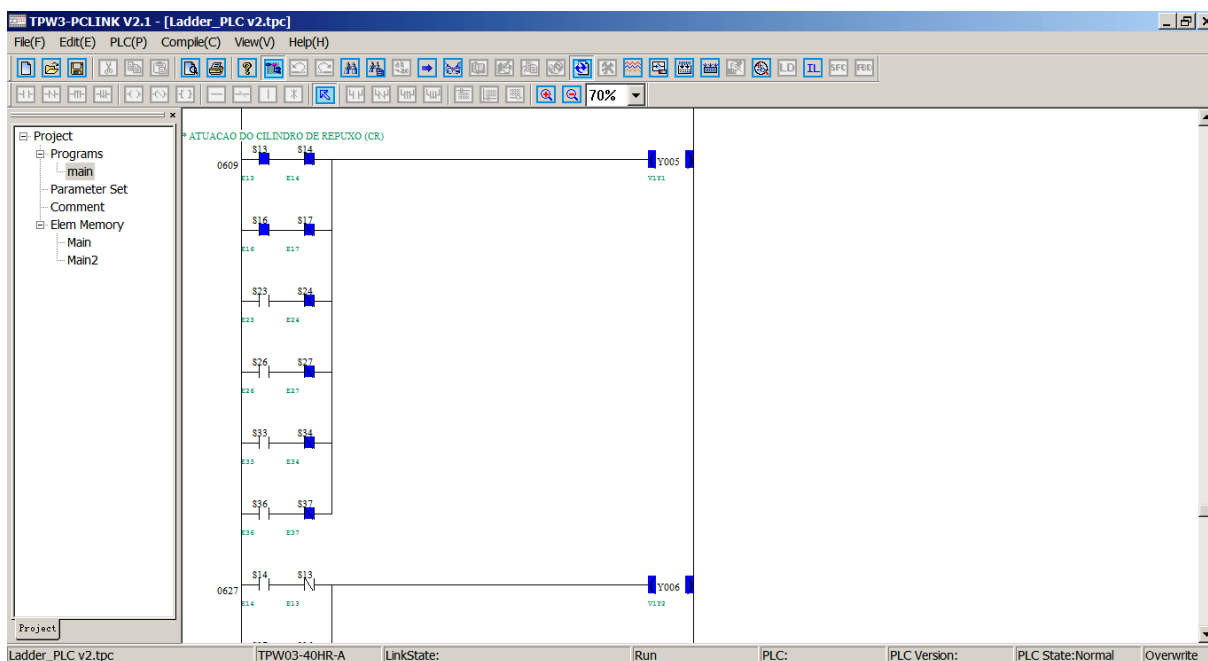 TPW3-PCLINK V2.1 - [Ladder_PLC v2.tpc]
File(F) Edit(E) PLC(P) Compile(C) View(V) Help(H)
LD IL SFC FBD
70%
Project
Programs
main
Parameter Set
Comment
Elem Memory
Main
Main2
Project
* ATUACAO DO CILINDRO DE REPUXO (CR)
S13 S14
0609 Y005
E13 E14 V1Y1
S16 S17
E16 E17
S23 S24
E23 E24
S26 S27
E26 E27
S33 S34
E33 E34
S36 S37
E36 E37
S14 S13
0627 Y006
E14 E13 V1Y2
Ladder_PLC v2.tpc TPW03-40HR-A LinkState: Run PLC: PLC Version: PLC State:Normal Overwrite